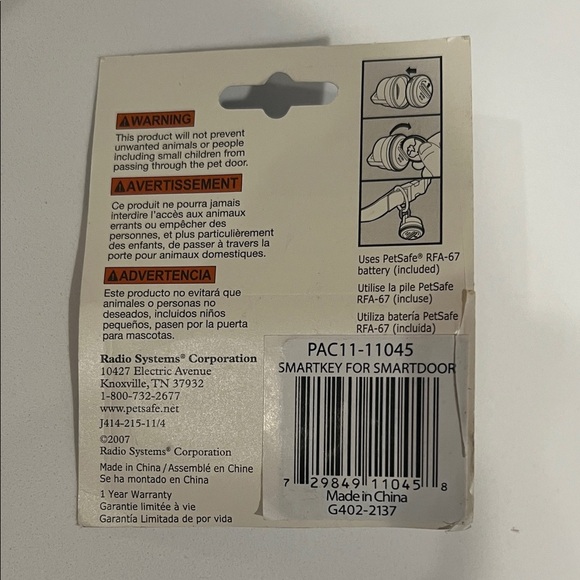 WARNING
This product will not prevent
unwanted animals or people
including small children from
passing through the pet door.
AVERTISSEMENT
Ce produit ne pourra jamais
interdire l'accès aux animaux
errants ou empêcher des
personnes, et plus particulièrement
des enfants, de passer à travers la
porte pour animaux domestiques.
ADVERTENCIA
Este producto no evitará que
animales o personas no
deseados, incluidos niños
pequeños, pasen por la puerta
para mascotas.
Radio Systems® Corporation
10427 Electric Avenue
Knoxville, TN 37932
1-800-732-2677
www.petsafe.net
J414-215-11/4
©2007
Radio Systems® Corporation
Made in China / Assemblé en Chine
Se ha montado en China
1 Year Warranty
Garantie limitée à vie
Garantía Limitada de por vida
Uses PetSafe® RFA-67
battery (included)
Utilise la pile PetSafe
RFA-67 (incluse)
Utiliza batería PetSafe
RFA-67 (incluida)
PAC11-11045
SMARTKEY FOR SMARTDOOR
7 29849 11045 8
Made in China
G402-2137